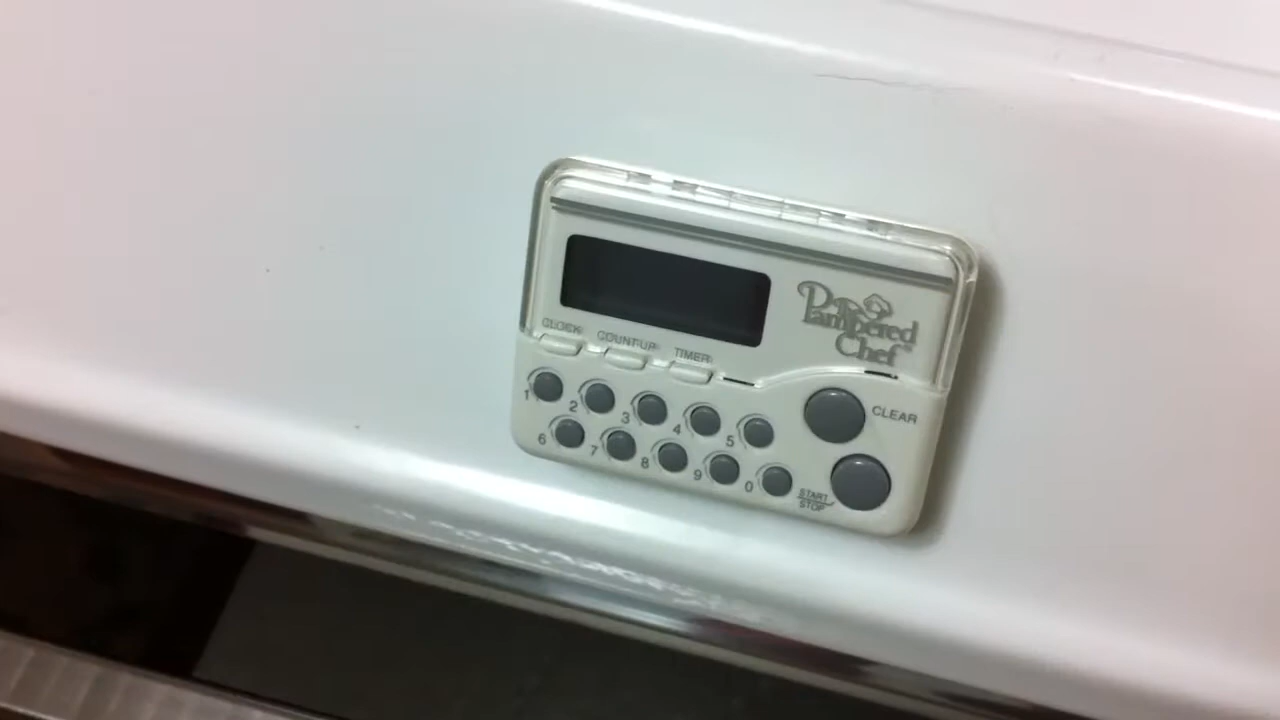 Pampered
Chef
CLOCK COUNT UP TIMER
CLEAR
1 2 3 4 5
6 7 8 9 0
START
STOP